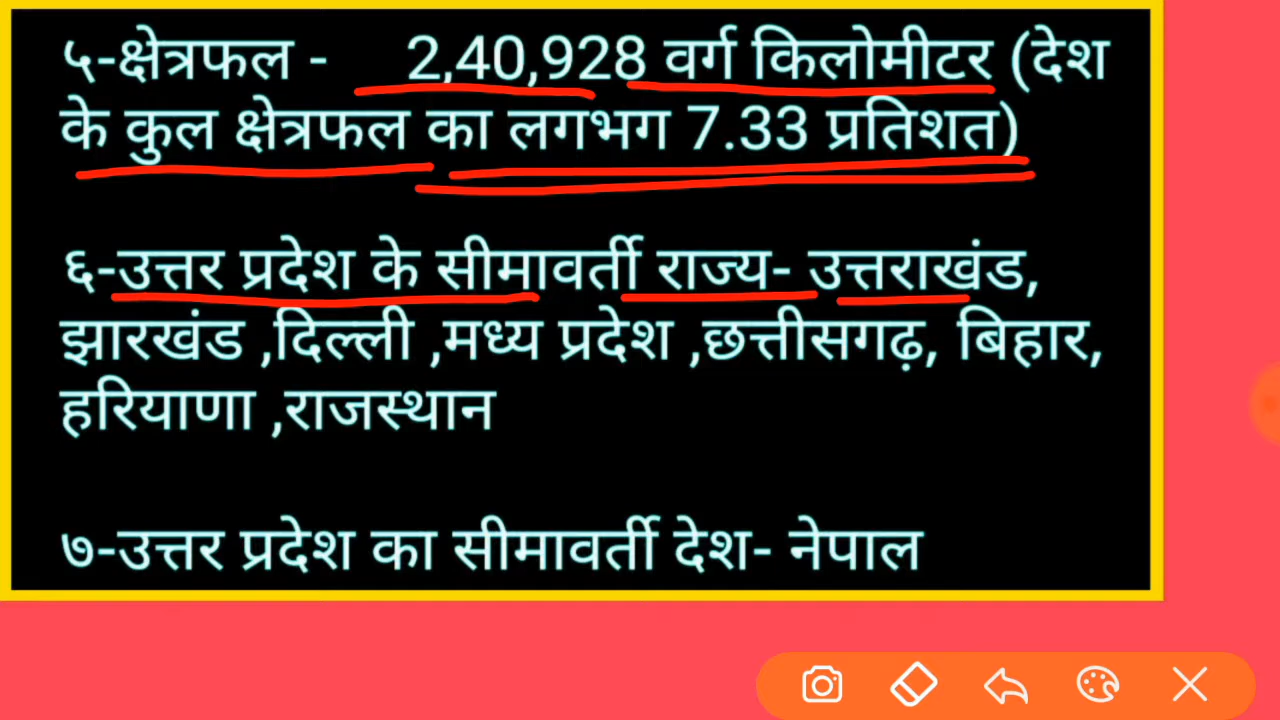 ५-क्षेत्रफल - 2,40,928 वर्ग किलोमीटर (देश
के कुल क्षेत्रफल का लगभग 7.33 प्रतिशत)
६-उत्तर प्रदेश के सीमावर्ती राज्य- उत्तराखंड,
झारखंड ,दिल्ली ,मध्य प्रदेश ,छत्तीसगढ़, बिहार,
हरियाणा ,राजस्थान
७-उत्तर प्रदेश का सीमावर्ती देश- नेपाल